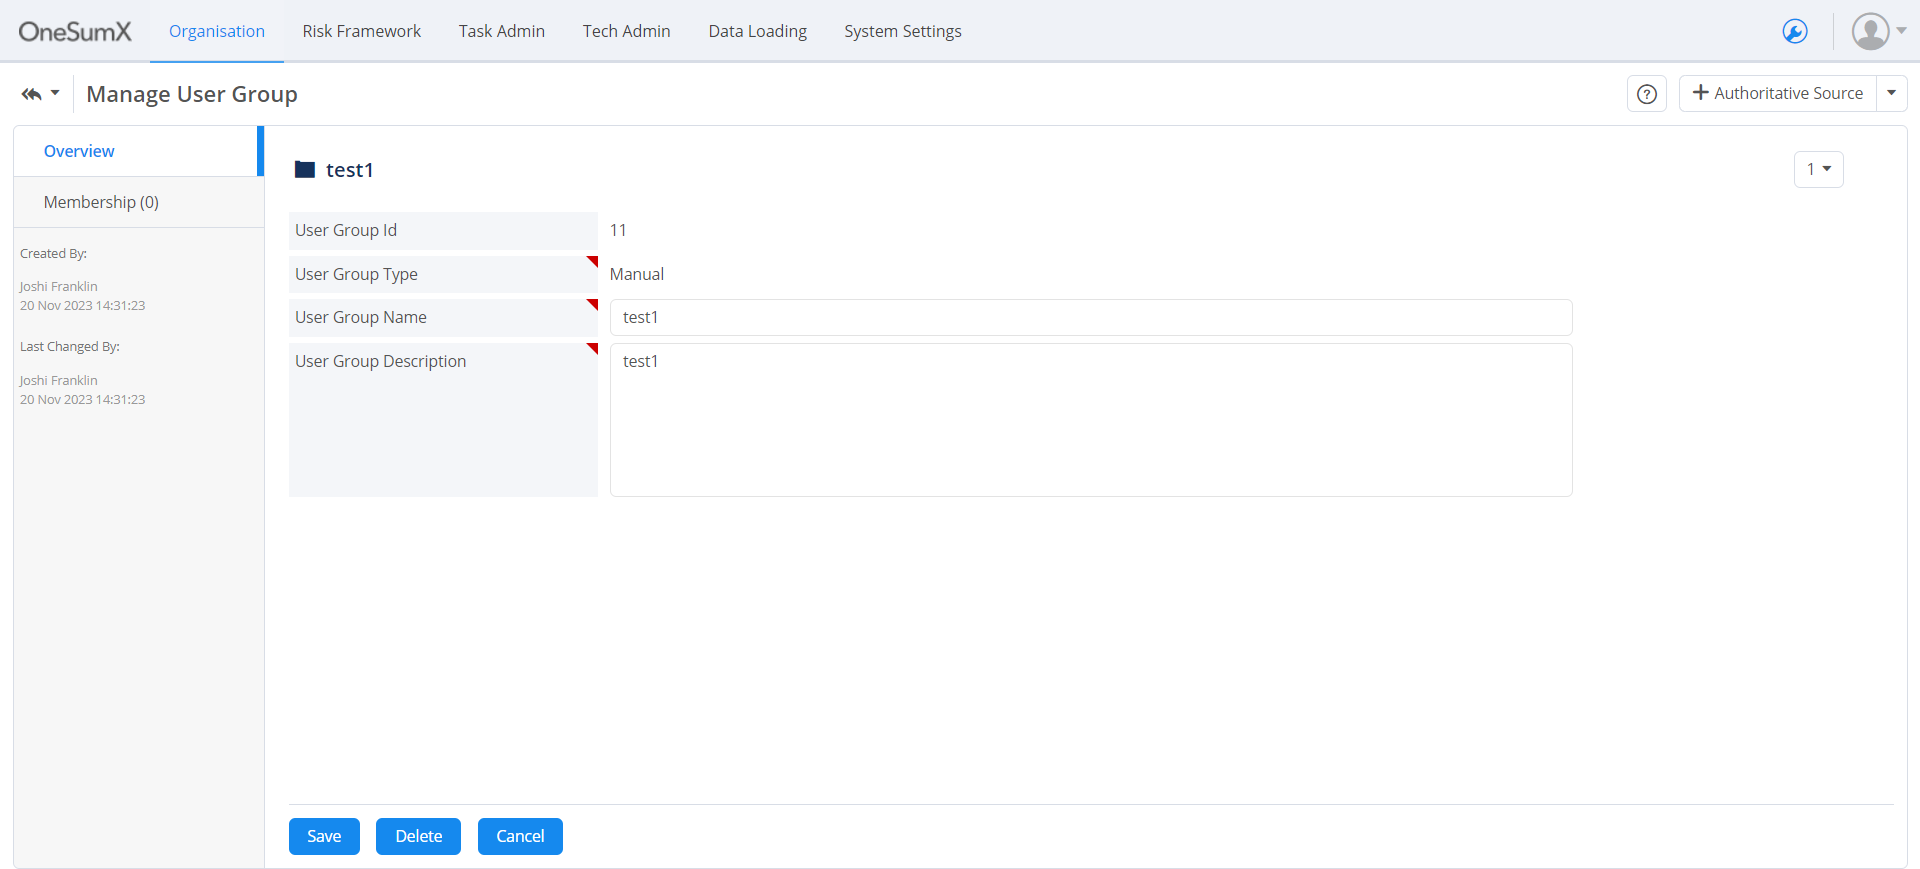 OneSumX
Organisation
Risk Framework
Task Admin
Tech Admin
Data Loading
System Settings
Manage User Group
?
Authoritative Source
Overview
Membership (0)
Created By:
Joshi Franklin
20 Nov 2023 14:31:23
Last Changed By:
Joshi Franklin
20 Nov 2023 14:31:23
test1
1
User Group Id
11
User Group Type
Manual
User Group Name
test1
User Group Description
test1
Save
Delete
Cancel